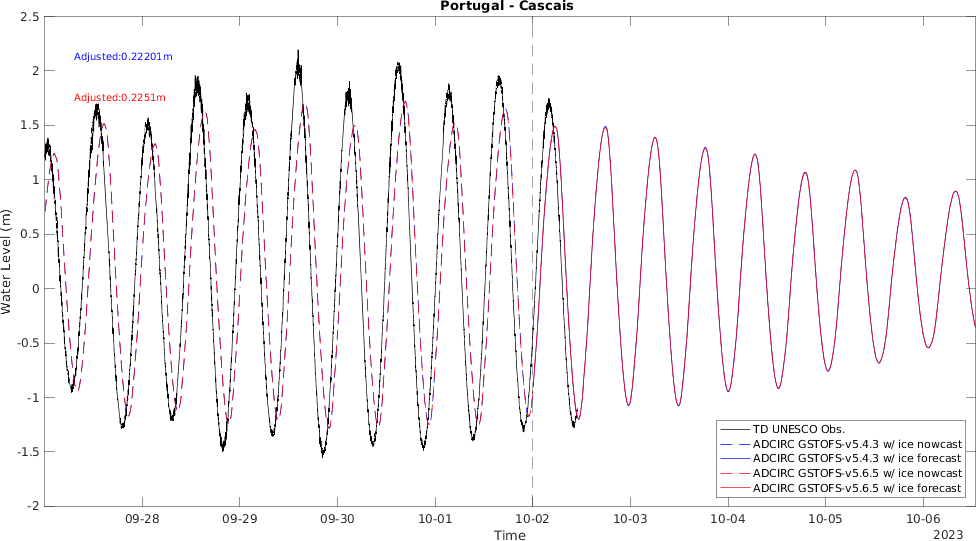 Portugal - Cascais
2.5
2
1.5
1
0.5
0
-0.5
-1
-1.5
-2
Water Level (m)
Adjusted:0.22201m
Adjusted:0.2251m
TD UNESCO Obs.
ADCIRC GSTOFS-v5.4.3 w/ ice nowcast
ADCIRC GSTOFS-v5.4.3 w/ ice forecast
ADCIRC GSTOFS-v5.6.5 w/ ice nowcast
ADCIRC GSTOFS-v5.6.5 w/ ice forecast
09-28 09-29 09-30 10-01 10-02 10-03 10-04 10-05 10-06
Time
2023